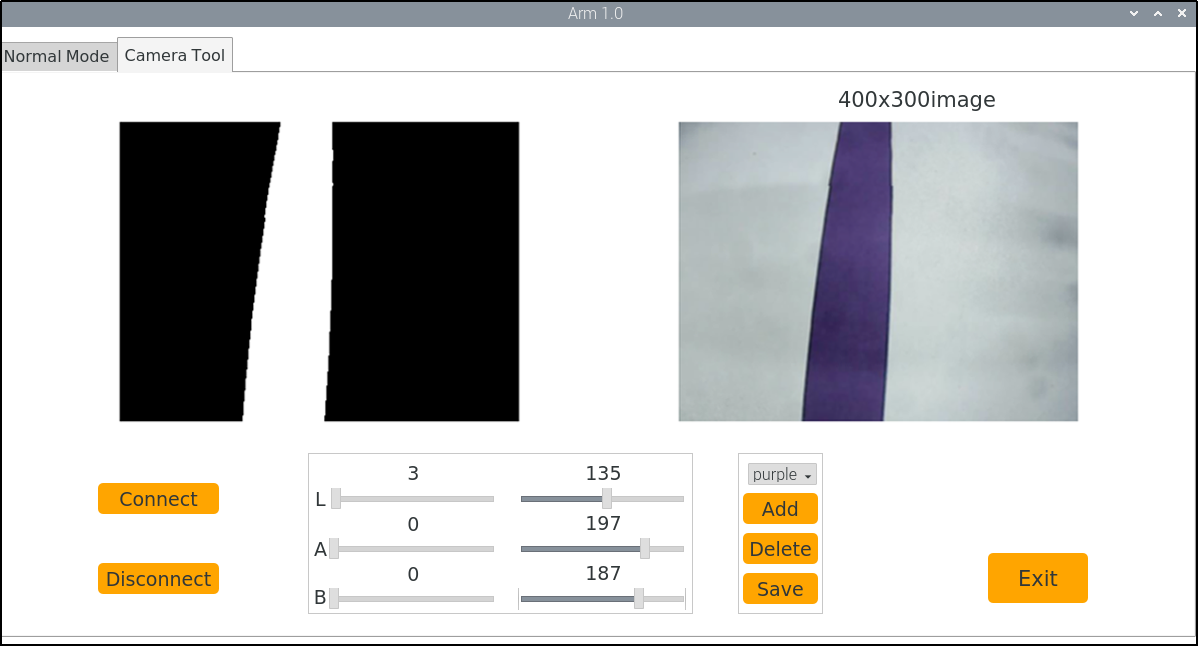 Arm 1.0
Normal Mode
Camera Tool
400x300image
Connect
Disconnect
3
135
L
0
197
A
0
187
B
purple
Add
Delete
Save
Exit